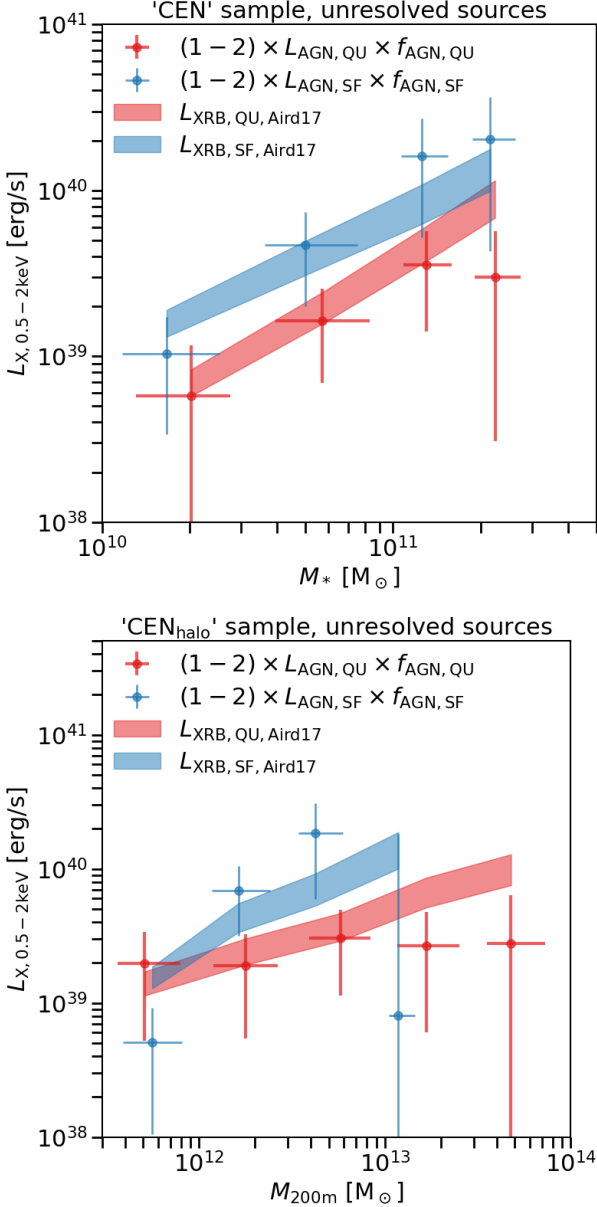 'CEN' sample, unresolved sources
10^41
(1 − 2) × L_AGN, QU × f_AGN, QU
(1 − 2) × L_AGN, SF × f_AGN, SF
L_XRB, QU, Aird17
L_XRB, SF, Aird17
10^40
10^39
10^38
L_X, 0.5 − 2keV [erg/s]
10^10
10^11
M_* [M_⊙]
'CEN_halo' sample, unresolved sources
(1 − 2) × L_AGN, QU × f_AGN, QU
(1 − 2) × L_AGN, SF × f_AGN, SF
L_XRB, QU, Aird17
L_XRB, SF, Aird17
10^41
10^40
10^39
10^38
L_X, 0.5 − 2keV [erg/s]
10^12
10^13
10^14
M_200m [M_⊙]